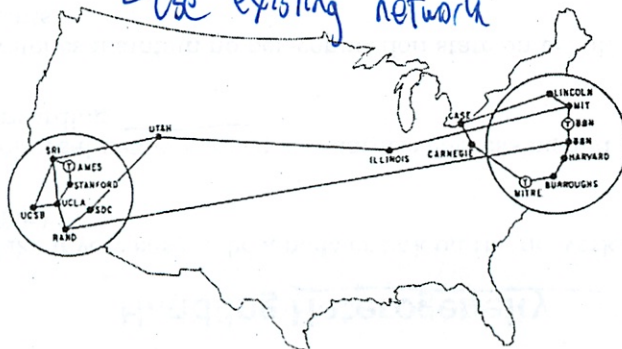 - Use existing network
LINCOLN
MIT
CASE
T BBN
UTAH
BBN
SRI
T AMES
ILLINOIS
CARNEGIE
HARVARD
STANFORD
T
BURROUGHS
MITRE
UCSB
UCLA
SDC
RAND